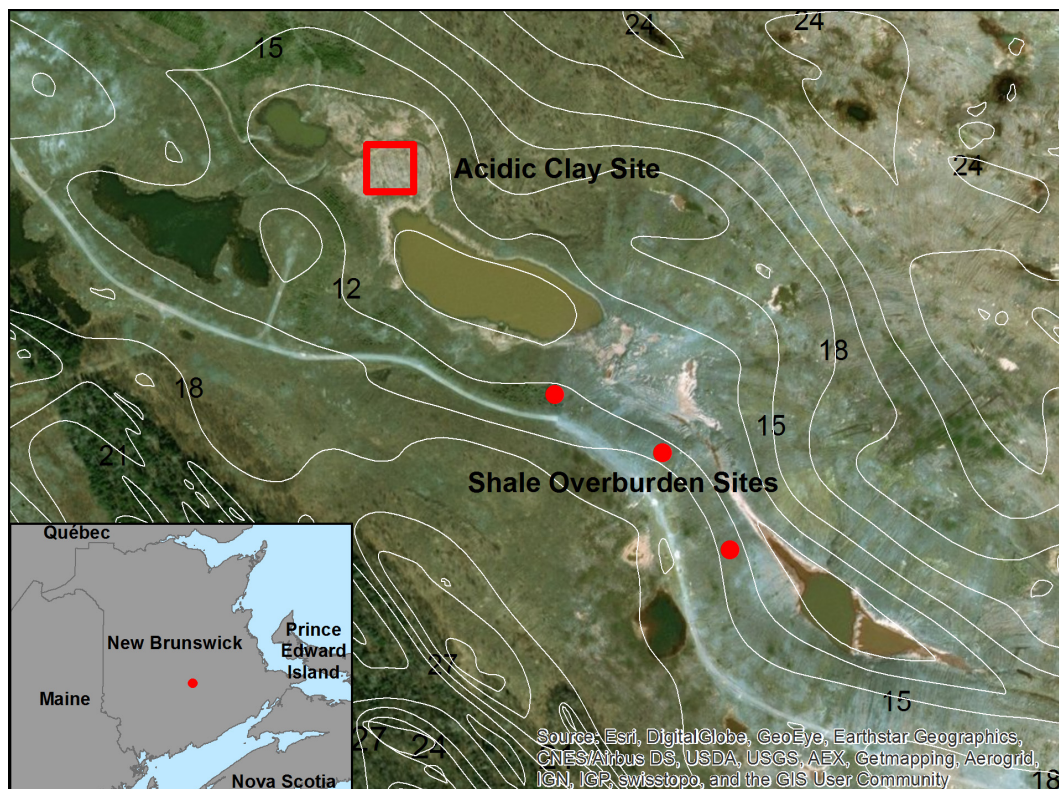 24
24
15
24
Acidic Clay Site
12
18
18
15
21
Shale Overburden Sites
Québec
New Brunswick
Prince
Edward
Island
Maine
Nova Scotia
27
27
24
15
18
Source: Esri, DigitalGlobe, GeoEye, Earthstar Geographics,
CNES/Airbus DS, USDA, USGS, AEX, Getmapping, Aerogrid,
IGN, IGP, swisstopo, and the GIS User Community